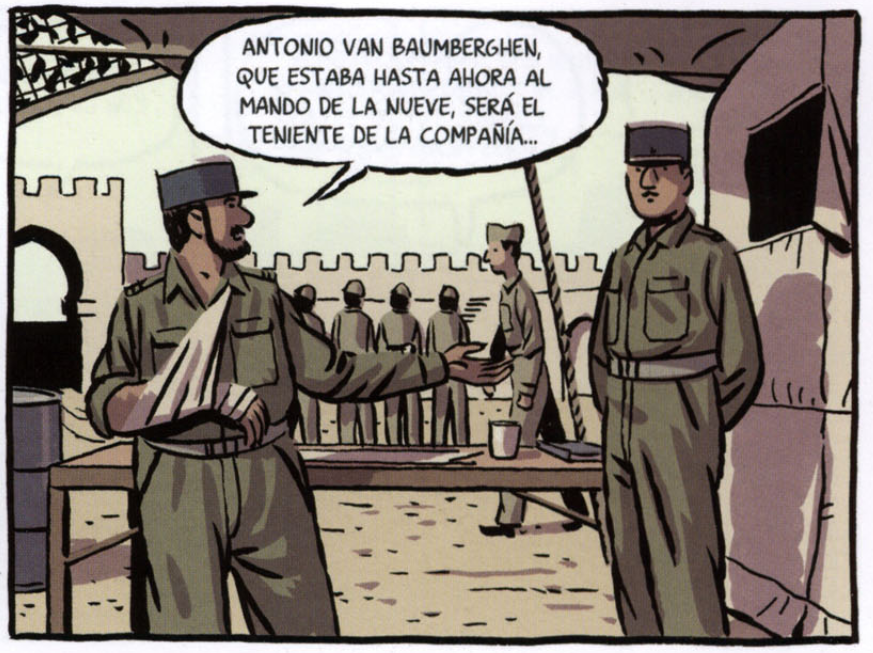 ANTONIO VAN BAUMBERGHEN,
QUE ESTABA HASTA AHORA AL
MANDO DE LA NUEVE, SERÁ EL
TENIENTE DE LA COMPAÑÍA...